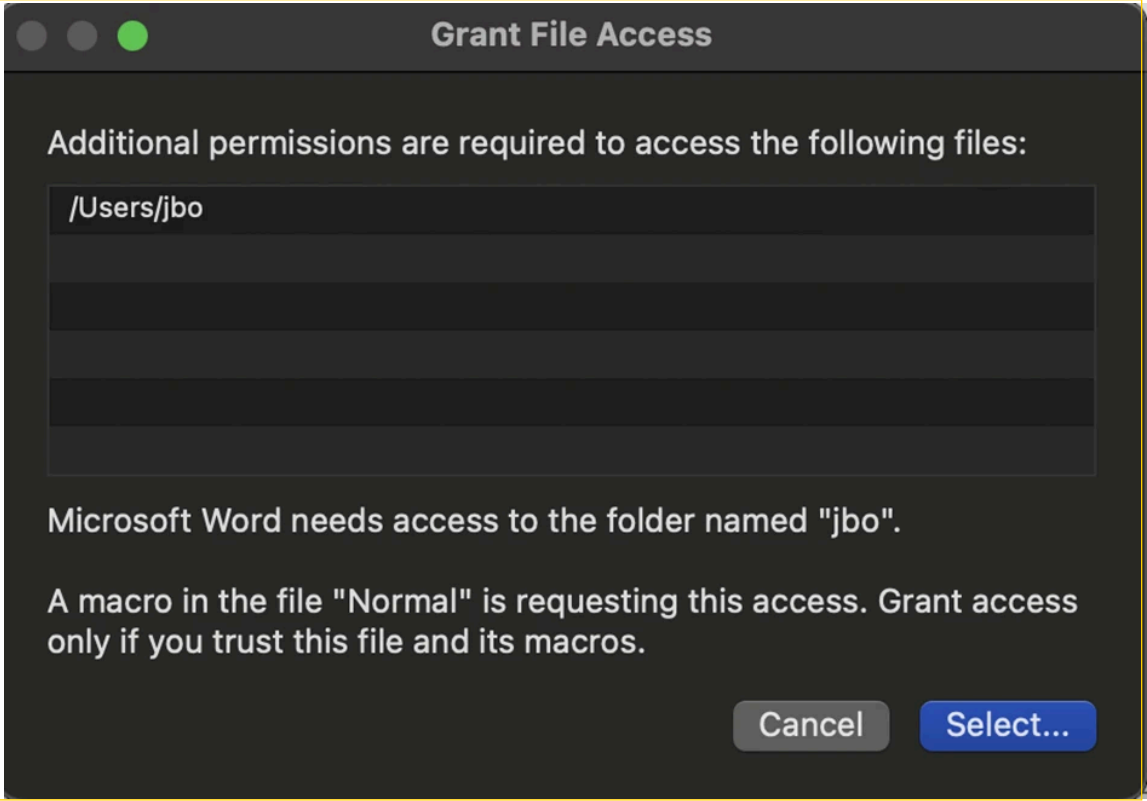 Grant File Access
Additional permissions are required to access the following files:
/Users/jbo
Microsoft Word needs access to the folder named "jbo".
A macro in the file "Normal" is requesting this access. Grant access
only if you trust this file and its macros.
Cancel
Select...